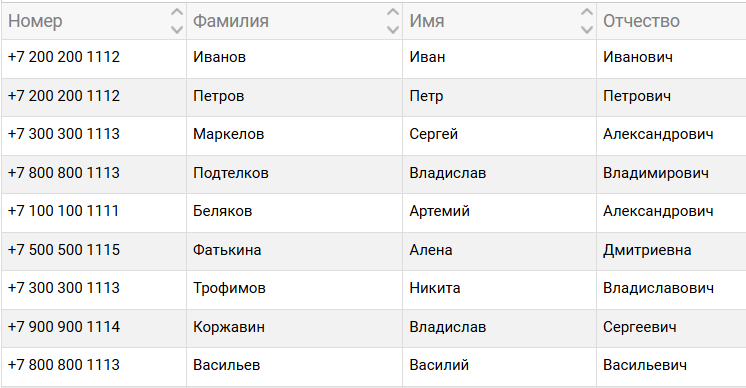 Номер Фамилия Имя Отчество
+7 200 200 1112 Иванов Иван Иванович
+7 200 200 1112 Петров Петр Петрович
+7 300 300 1113 Маркелов Сергей Александрович
+7 800 800 1113 Подтелков Владислав Владимирович
+7 100 100 1111 Беляков Артемий Александрович
+7 500 500 1115 Фатькина Алена Дмитриевна
+7 300 300 1113 Трофимов Никита Владиславович
+7 900 900 1114 Коржавин Владислав Сергеевич
+7 800 800 1113 Васильев Василий Васильевич